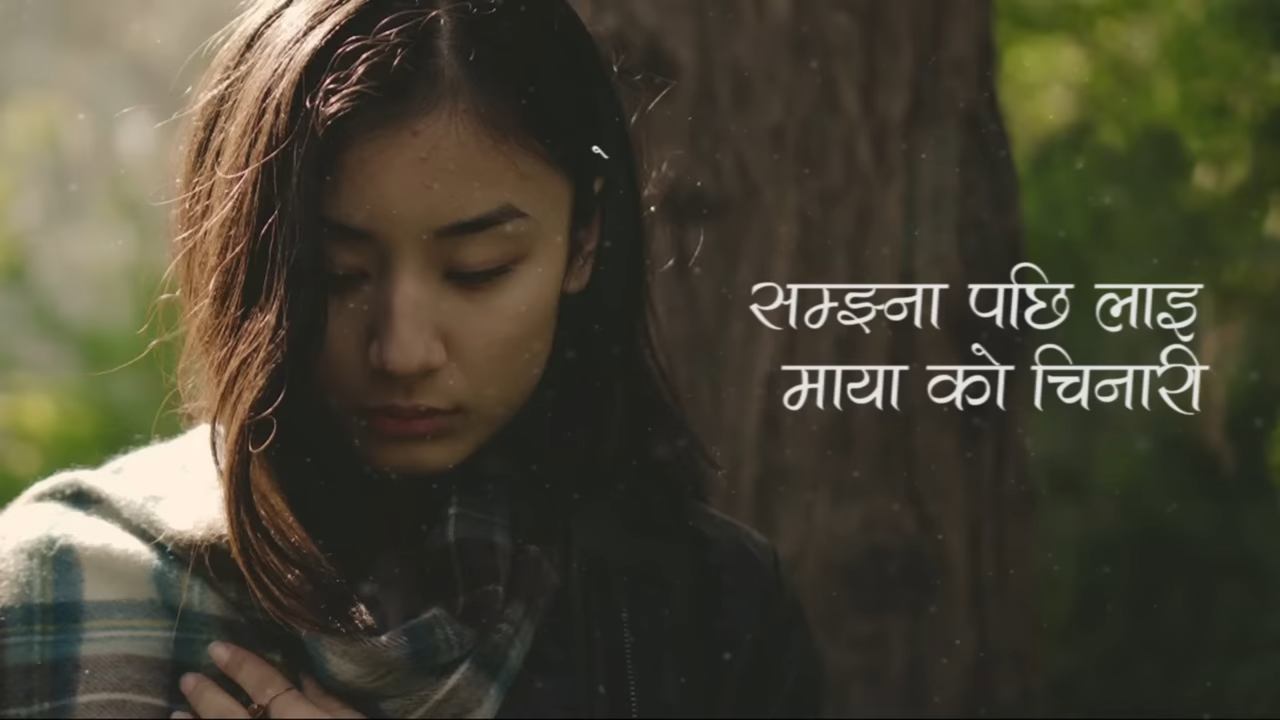 सम्झना पछि लाइ
माया को चिनारी